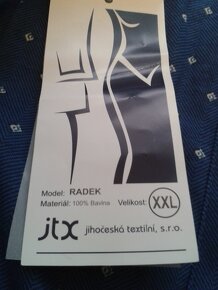 Model: RADEK
Materiál: 100% Bavlna Velikost: XXL
jtx jihočeská textilní, s.r.o.